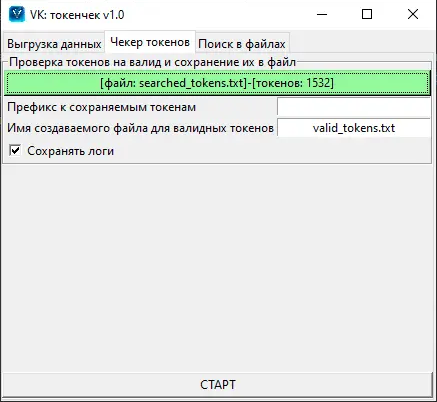 VK: токенчек v1.0
Выгрузка данных Чекер токенов Поиск в файлах
Проверка токенов на валид и сохранение их в файл
[файл: searched_tokens.txt]-[токенов: 1532]
Префикс к сохраняемым токенам
Имя создаваемого файла для валидных токенов valid_tokens.txt
Сохранять логи
СТАРТ